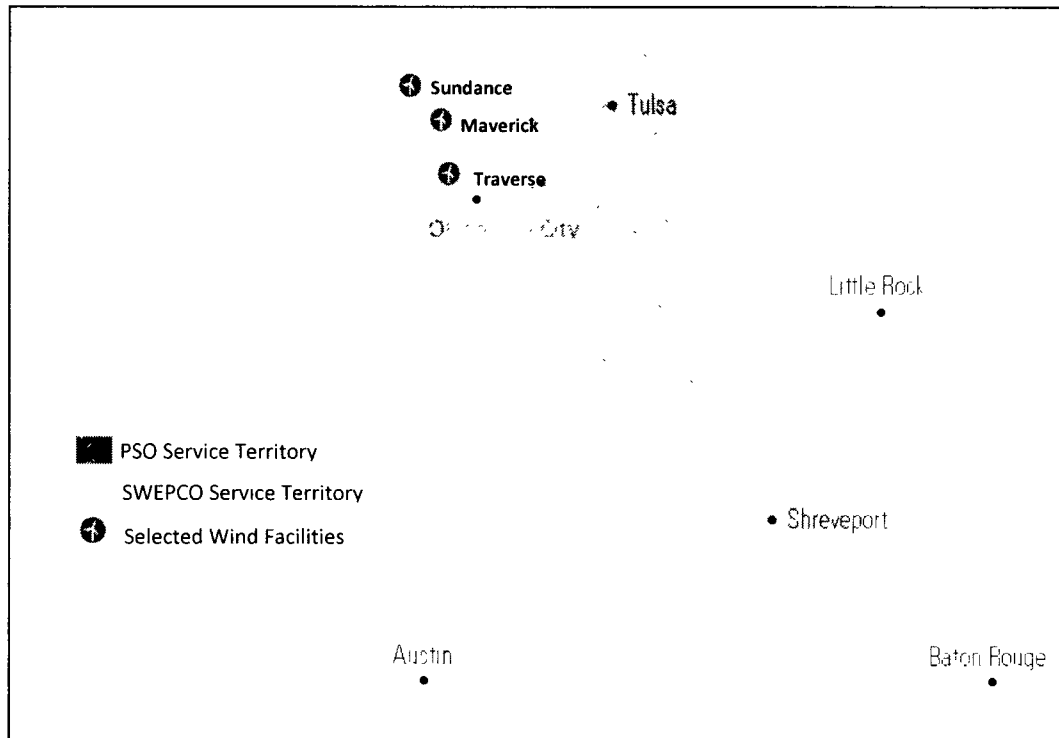 Sundance
Tulsa
Maverick
Traverse
City
Little Rock
PSO Service Territory
SWEPCO Service Territory
Shreveport
Selected Wind Facilities
Austin
Baton Rouge